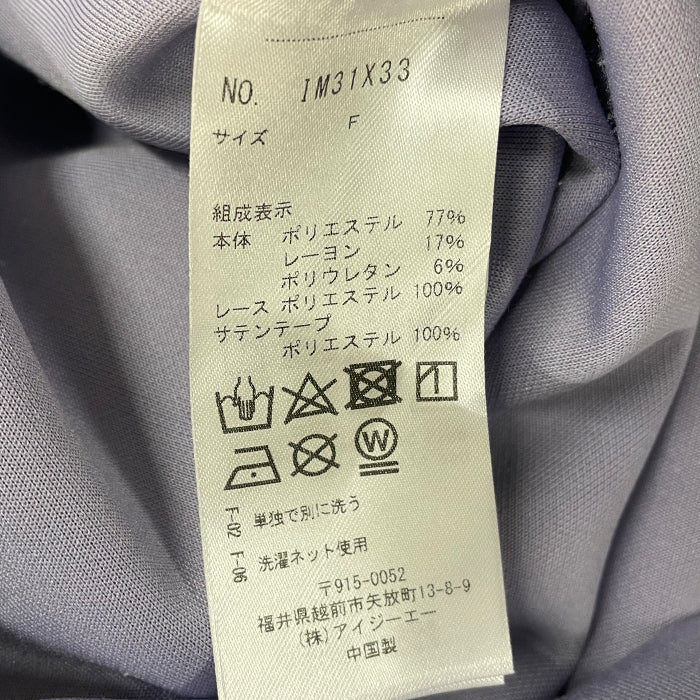 NO. IM31X33
サイズ F
組成表示
本体 ポリエステル 77%
レーヨン 17%
ポリウレタン 6%
レース ポリエステル 100%
サテンテープ
ポリエステル 100%
W
F-02 単独で別に洗う
F-06 洗濯ネット使用
〒915-0052
福井県越前市矢放町13-8-9
(株)アイジーエー
中国製